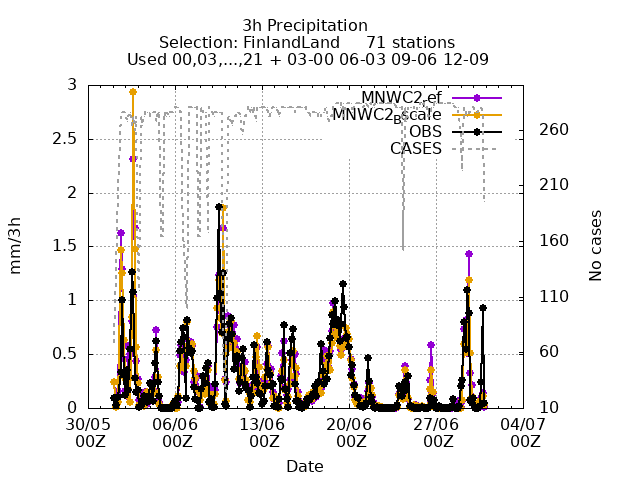 3h Precipitation
Selection: FinlandLand 71 stations
Used 00,03,...,21 + 03-00 06-03 09-06 12-09
MNWC2ref
MNWC2Bscale
OBS
CASES
3
2.5
2
1.5
1
0.5
0
260
210
160
110
60
10
mm/3h
No cases
30/05 06/06 13/06 20/06 27/06 04/07
00Z 00Z 00Z 00Z 00Z 00Z
Date